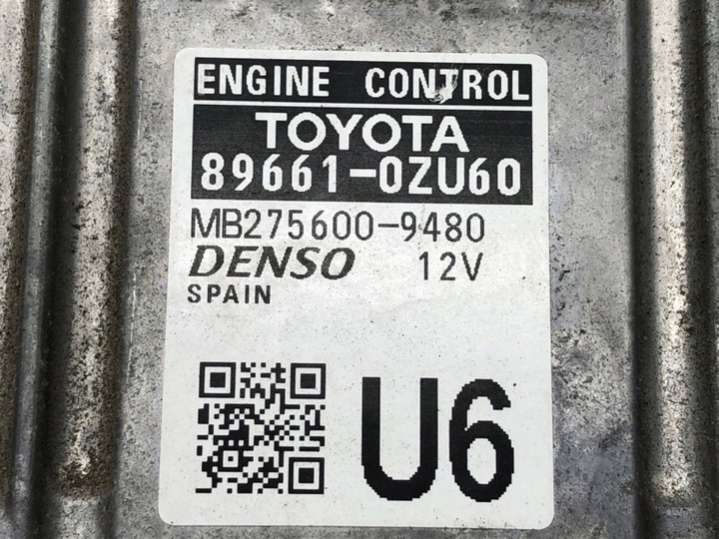 ENGINE CONTROL
TOYOTA
89661-0ZU60
MB275600-9480
DENSO 12V
SPAIN
U6